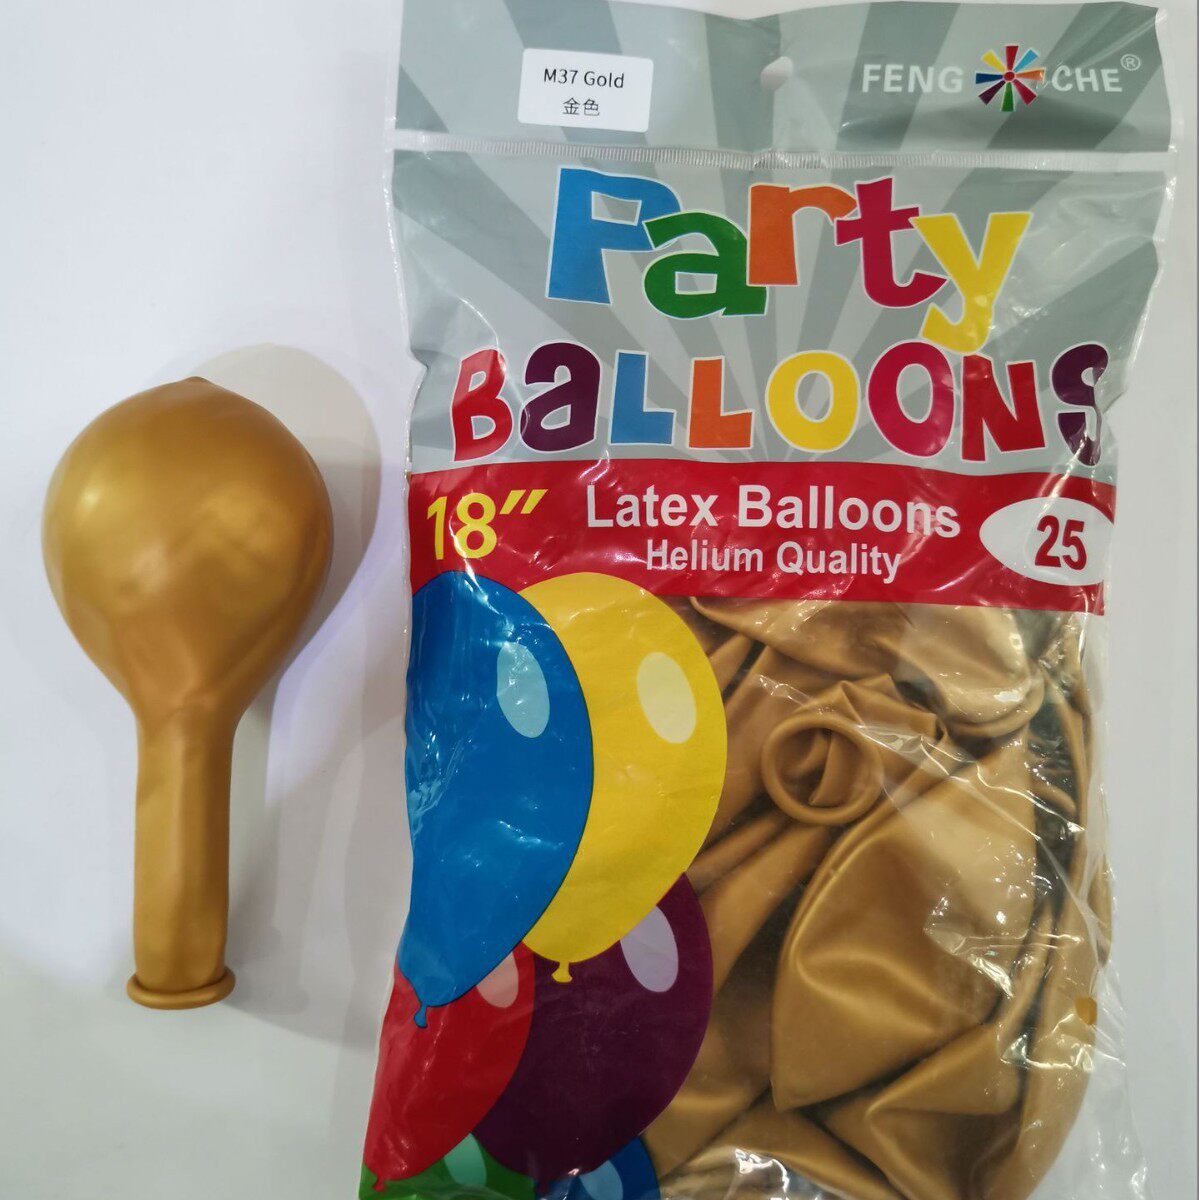 M37 Gold
金色
FENG CHE®
Party
BaLLOONS
18" Latex Balloons 25
Helium Quality